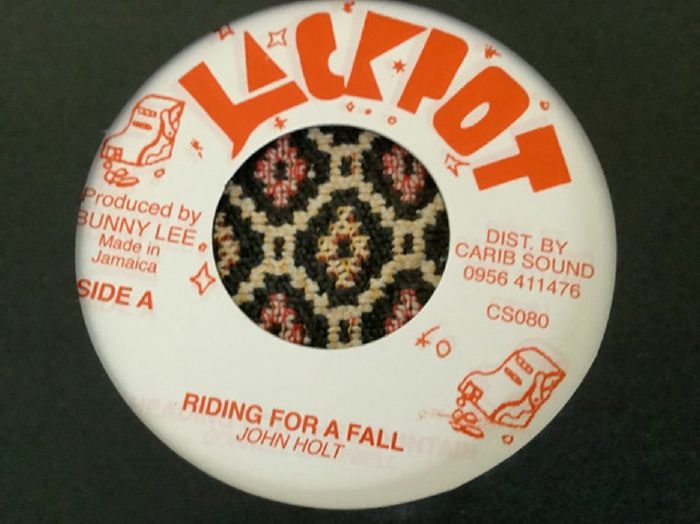 JACKPOT
Produced by
BUNNY LEE
Made in
Jamaica
SIDE A
DIST. BY
CARIB SOUND
0956 411476
CS080
RIDING FOR A FALL
JOHN HOLT